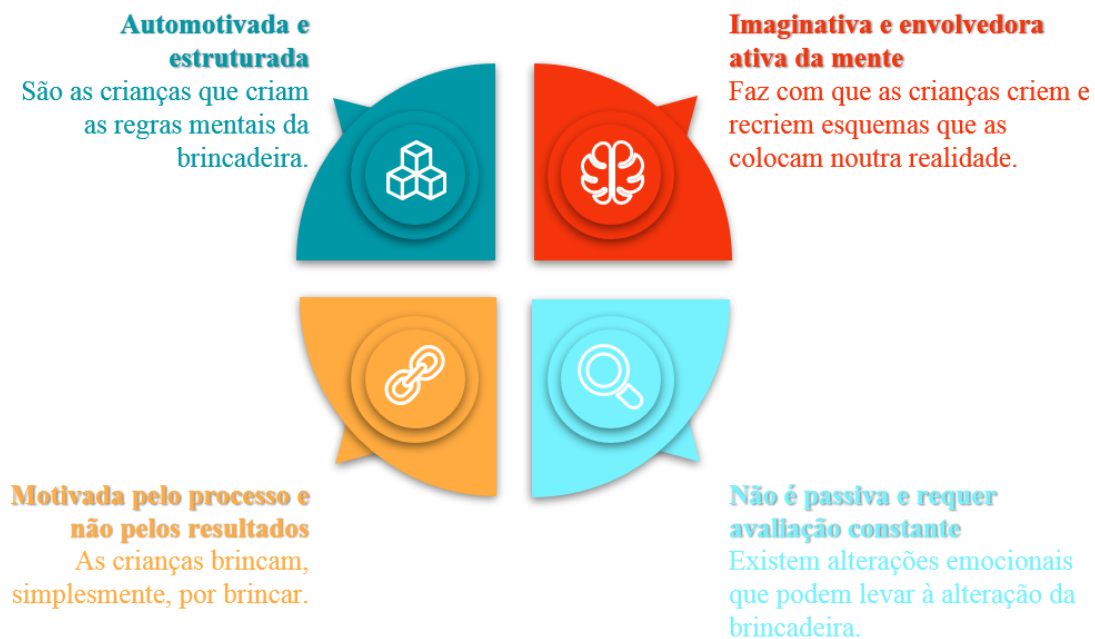 Automotivada e
estruturada
São as crianças que criam
as regras mentais da
brincadeira.
Imaginativa e envolvedora
ativa da mente
Faz com que as crianças criem e
recriem esquemas que as
colocam noutra realidade.
Motivada pelo processo e
não pelos resultados
As crianças brincam,
simplesmente, por brincar.
Não é passiva e requer
avaliação constante
Existem alterações emocionais
que podem levar à alteração da
brincadeira.